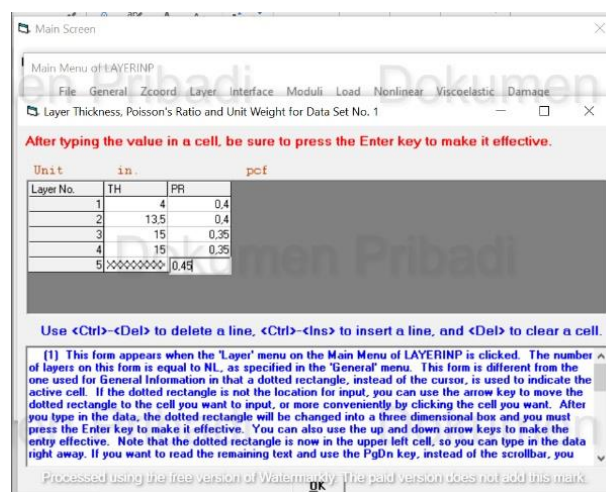 Main Screen
Main Menu of LAYERINP
File General Zcoord Layer Interface Moduli Load Nonlinear Viscoelastic Damage
Layer Thickness, Poisson's Ratio and Unit Weight for Data Set No. 1
After typing the value in a cell, be sure to press the Enter key to make it effective.
Unit in. pcf
Layer No. TH PR
1 4 0,4
2 13,5 0,4
3 15 0,35
4 15 0,35
5 XXXXXXXXX 0,45
Use <Ctrl>-<Del> to delete a line, <Ctrl>-<Ins> to insert a line, and <Del> to clear a cell.
(1) This form appears when the 'Layer' menu on the Main Menu of LAYERINP is clicked. The number
of layers on this form is equal to NL, as specified in the 'General' menu. This form is different from the
one used for General Information in that a dotted rectangle, instead of the cursor, is used to indicate the
active cell. If the dotted rectangle is not the location for input, you can use the arrow key to move the
dotted rectangle to the cell you want to input, or more conveniently by clicking the cell you want. After
you type in the data, the dotted rectangle will be changed into a three dimensional box and you must
press the Enter key to make it effective. You can also use the up and down arrow keys to make the
entry effective. Note that the dotted rectangle is now in the upper left cell, so you can type in the data
right away. If you want to read the remaining text and use the PgDn key, instead of the scrollbar, you
OK
Processed using the free version of Watermarkly. The paid version does not add this mark.
Dokumen Pribadi